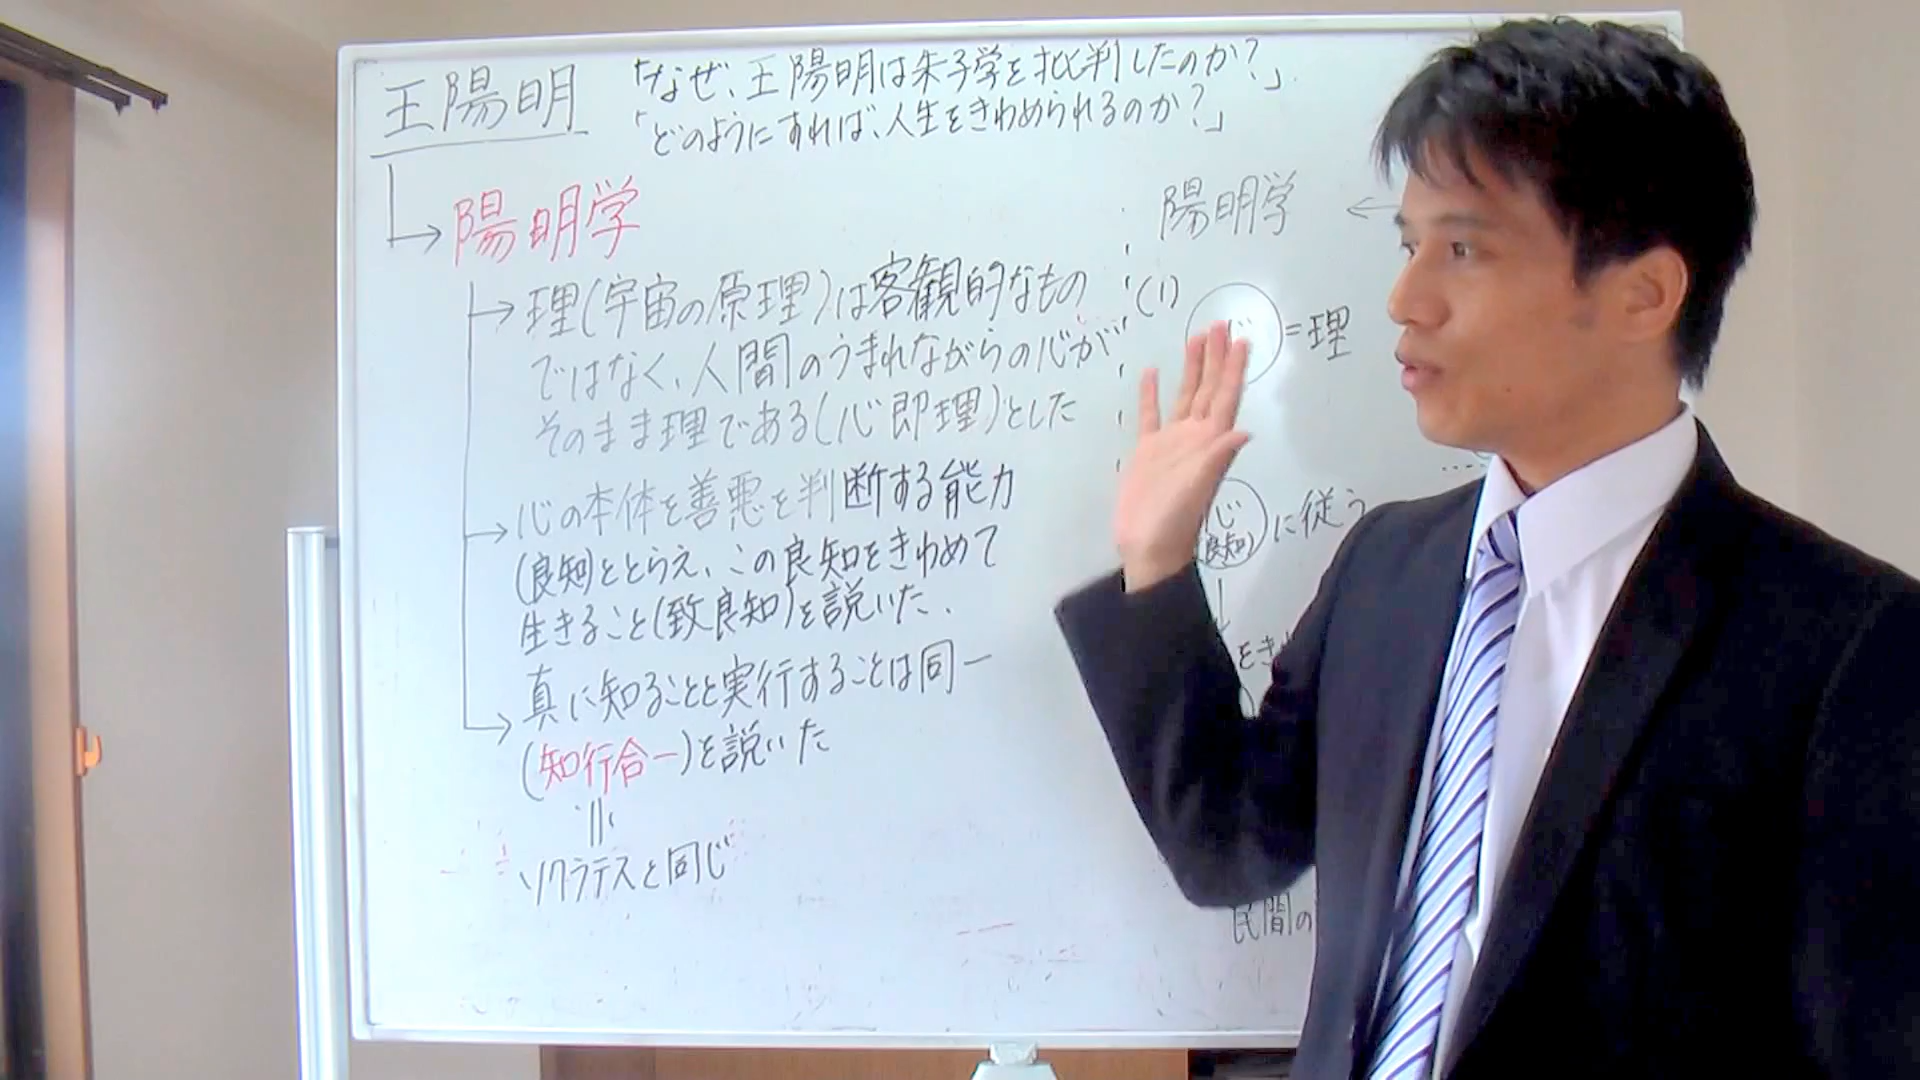 王陽明
「なぜ、王陽明は朱子学を批判したのか?」
「どのようにすれば、人生をきわめられるのか?」
陽明学
理(宇宙の原理)は客観的なもの
ではなく、人間のうまれながらの心が
そのまま理である(心即理)とした
心の本体を善悪を判断する能力
(良知)ととらえ、この良知をきわめて
生きること(致良知)を説いた.
真に知ることと実行することは同一
(知行合一)を説いた
ソクラテスと同じ
陽明学 ←
(1)
=理
心に従う
(良知)
をき
民間の